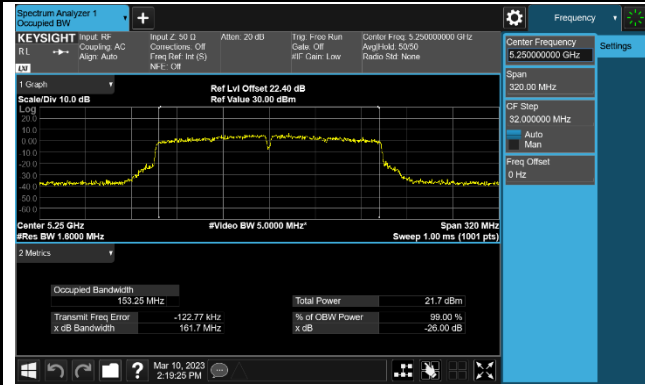 Spectrum Analyzer 1
Occupied BW
Frequency
KEYSIGHT
RL
LXI
Input: RF
Coupling: AC
Align: Auto
Input Z: 50 Ω
Corrections: Off
Freq Ref: Int (S)
NFE: Off
Atten: 20 dB
Trig: Free Run
Gate: Off
#IF Gain: Low
Center Freq: 5.250000000 GHz
Avg|Hold: 50/50
Radio Std: None
Center Frequency
5.250000000 GHz
Settings
Span
320.00 MHz
CF Step
32.000000 MHz
Auto
Man
Freq Offset
0 Hz
1 Graph
Scale/Div 10.0 dB
Ref Lvl Offset 22.40 dB
Ref Value 30.00 dBm
Log
20.0
10.0
0.00
-10.0
-20.0
-30.0
-40.0
-50.0
-60.0
Center 5.25 GHz
#Res BW 1.6000 MHz
#Video BW 5.0000 MHz*
Span 320 MHz
Sweep 1.00 ms (1001 pts)
2 Metrics
Occupied Bandwidth
153.25 MHz
Total Power 21.7 dBm
Transmit Freq Error -122.77 kHz
% of OBW Power 99.00 %
x dB Bandwidth 161.7 MHz
x dB -26.00 dB
Mar 10, 2023
2:19:25 PM